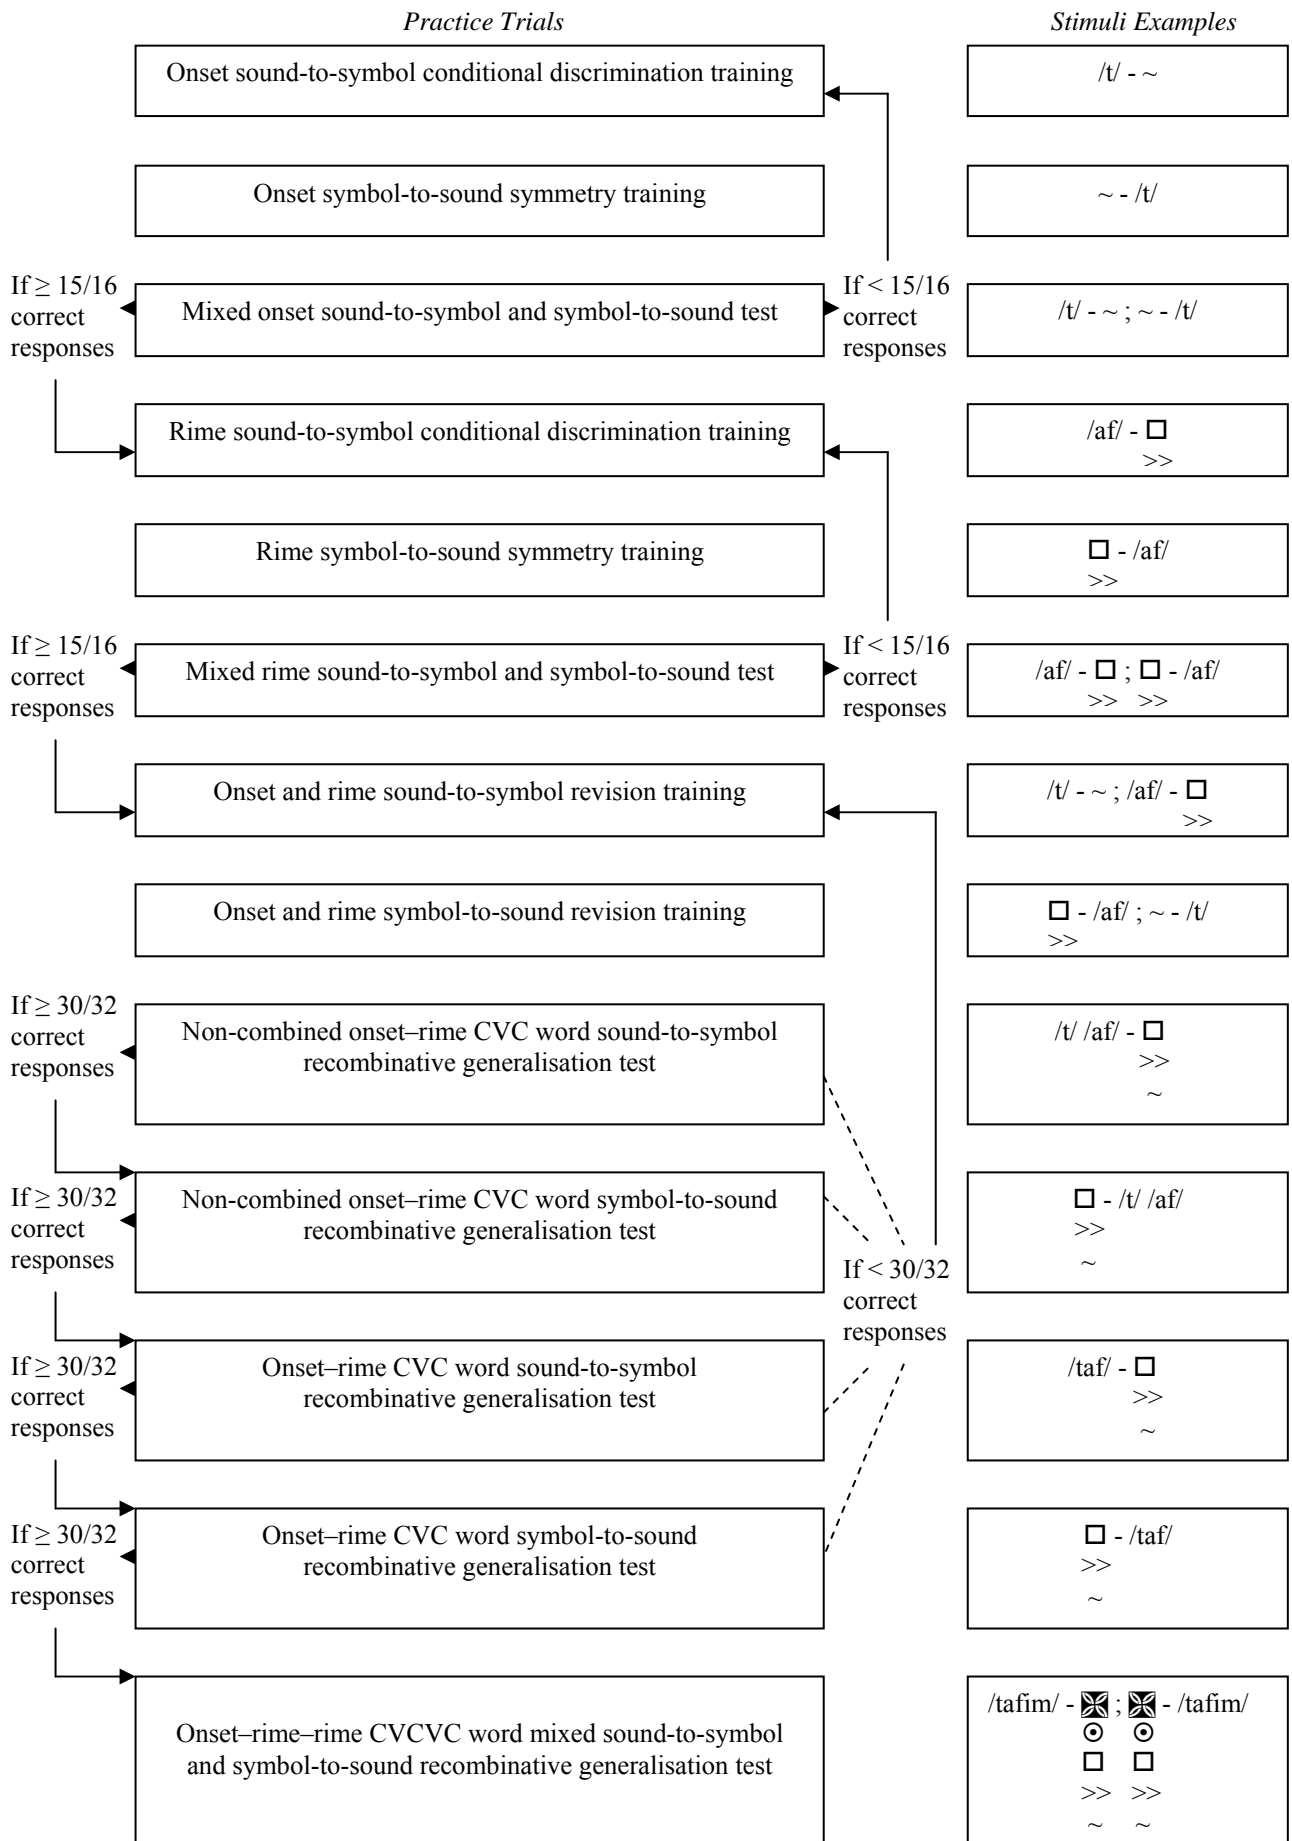 Practice Trials
Stimuli Examples
Onset sound-to-symbol conditional discrimination training
/t/ - ~
Onset symbol-to-sound symmetry training
~ - /t/
If ≥ 15/16
correct
responses
Mixed onset sound-to-symbol and symbol-to-sound test
If < 15/16
correct
responses
/t/ - ~ ; ~ - /t/
Rime sound-to-symbol conditional discrimination training
/af/ - □
>>
Rime symbol-to-sound symmetry training
□ - /af/
>>
If ≥ 15/16
correct
responses
Mixed rime sound-to-symbol and symbol-to-sound test
If < 15/16
correct
responses
/af/ - □ ; □ - /af/
>> >>
Onset and rime sound-to-symbol revision training
/t/ - ~ ; /af/ - □
>>
Onset and rime symbol-to-sound revision training
□ - /af/ ; ~ - /t/
>>
If ≥ 30/32
correct
responses
Non-combined onset–rime CVC word sound-to-symbol
recombinative generalisation test
/t/ /af/ - □
>>
~
If ≥ 30/32
correct
responses
Non-combined onset–rime CVC word symbol-to-sound
recombinative generalisation test
□ - /t/ /af/
>>
~
If < 30/32
correct
responses
If ≥ 30/32
correct
responses
Onset–rime CVC word sound-to-symbol
recombinative generalisation test
/taf/ - □
>>
~
If ≥ 30/32
correct
responses
Onset–rime CVC word symbol-to-sound
recombinative generalisation test
□ - /taf/
>>
~
Onset–rime–rime CVCVC word mixed sound-to-symbol
and symbol-to-sound recombinative generalisation test
/tafim/ - ; - /tafim/
⊙ ⊙
□ □
>> >>
~ ~